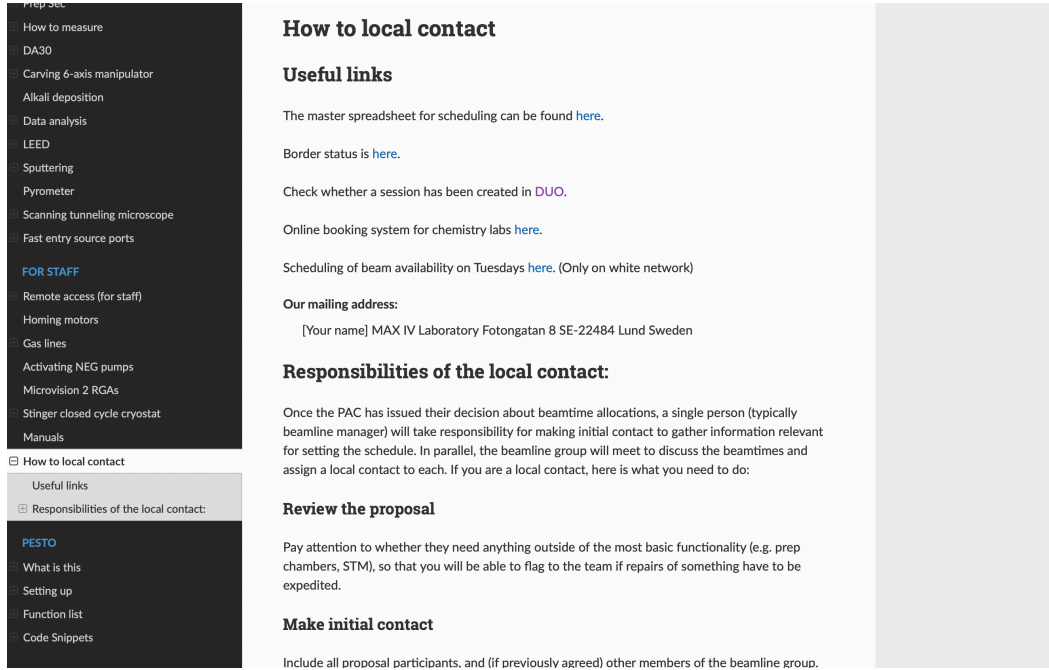 Prep Sec
How to measure
DA30
Carving 6-axis manipulator
Alkali deposition
Data analysis
LEED
Sputtering
Pyrometer
Scanning tunneling microscope
Fast entry source ports
FOR STAFF
Remote access (for staff)
Homing motors
Gas lines
Activating NEG pumps
Microvision 2 RGAs
Stinger closed cycle cryostat
Manuals
How to local contact
Useful links
Responsibilities of the local contact:
PESTO
What is this
Setting up
Function list
Code Snippets
How to local contact
Useful links
The master spreadsheet for scheduling can be found here.
Border status is here.
Check whether a session has been created in DUO.
Online booking system for chemistry labs here.
Scheduling of beam availability on Tuesdays here. (Only on white network)
Our mailing address:
[Your name] MAX IV Laboratory Fotongatan 8 SE-22484 Lund Sweden
Responsibilities of the local contact:
Once the PAC has issued their decision about beamtime allocations, a single person (typically
beamline manager) will take responsibility for making initial contact to gather information relevant
for setting the schedule. In parallel, the beamline group will meet to discuss the beamtimes and
assign a local contact to each. If you are a local contact, here is what you need to do:
Review the proposal
Pay attention to whether they need anything outside of the most basic functionality (e.g. prep
chambers, STM), so that you will be able to flag to the team if repairs of something have to be
expedited.
Make initial contact
Include all proposal participants, and (if previously agreed) other members of the beamline group.